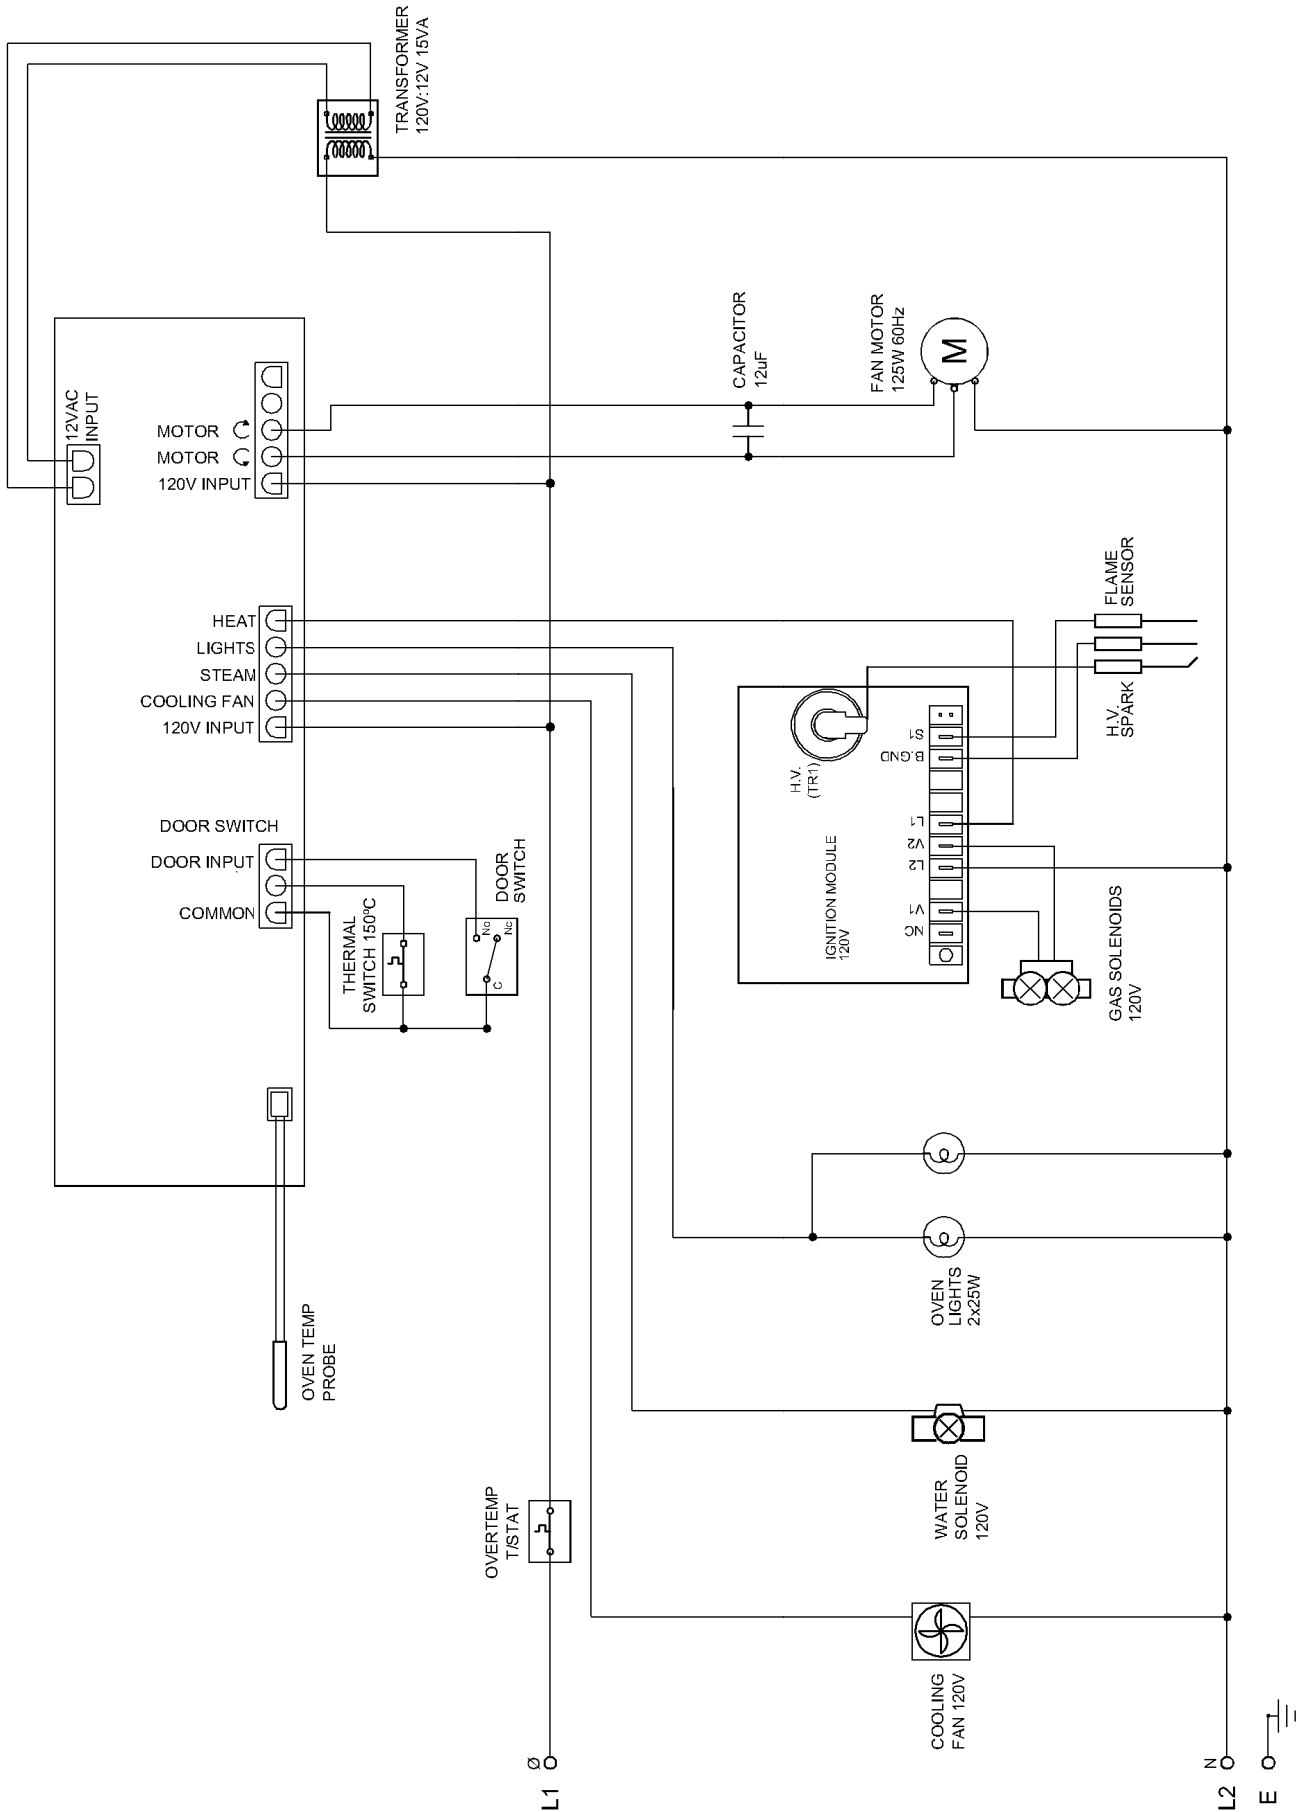 TRANSFORMER
120V:12V 15VA
12VAC
INPUT
MOTOR
MOTOR
120V INPUT
CAPACITOR
12uF
FAN MOTOR
125W 60Hz
M
HEAT
LIGHTS
STEAM
COOLING FAN
120V INPUT
FLAME
SENSOR
H.V.
SPARK
H.V.
(TR1)
IGNITION MODULE
120V
S1
B.GND
L1
V2
L2
V1
NC
GAS SOLENOIDS
120V
DOOR SWITCH
DOOR INPUT
COMMON
THERMAL
SWITCH 150ºC
DOOR
SWITCH
No
Nc
C
OVEN TEMP
PROBE
OVEN
LIGHTS
2x25W
OVERTEMP
T/STAT
WATER
SOLENOID
120V
COOLING
FAN 120V
Ø
L1
N
L2
E